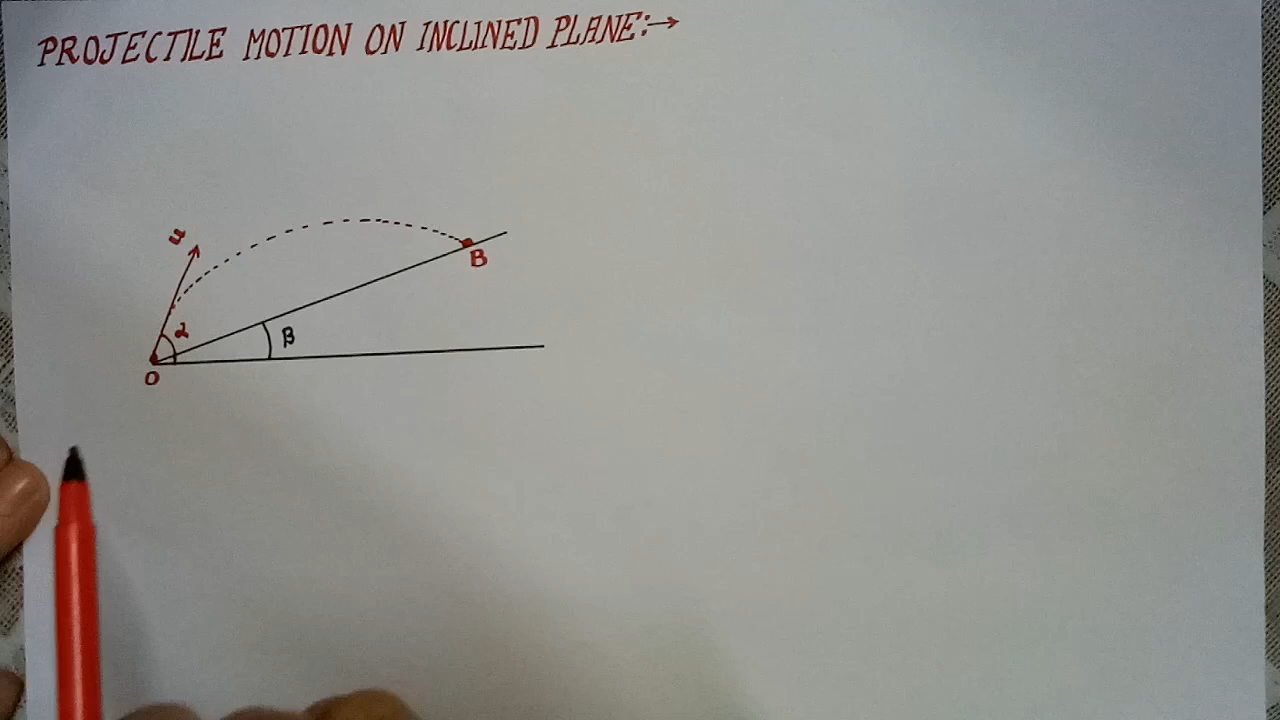 PROJECTILE MOTION ON INCLINED PLANE:→
u
B
α
β
O